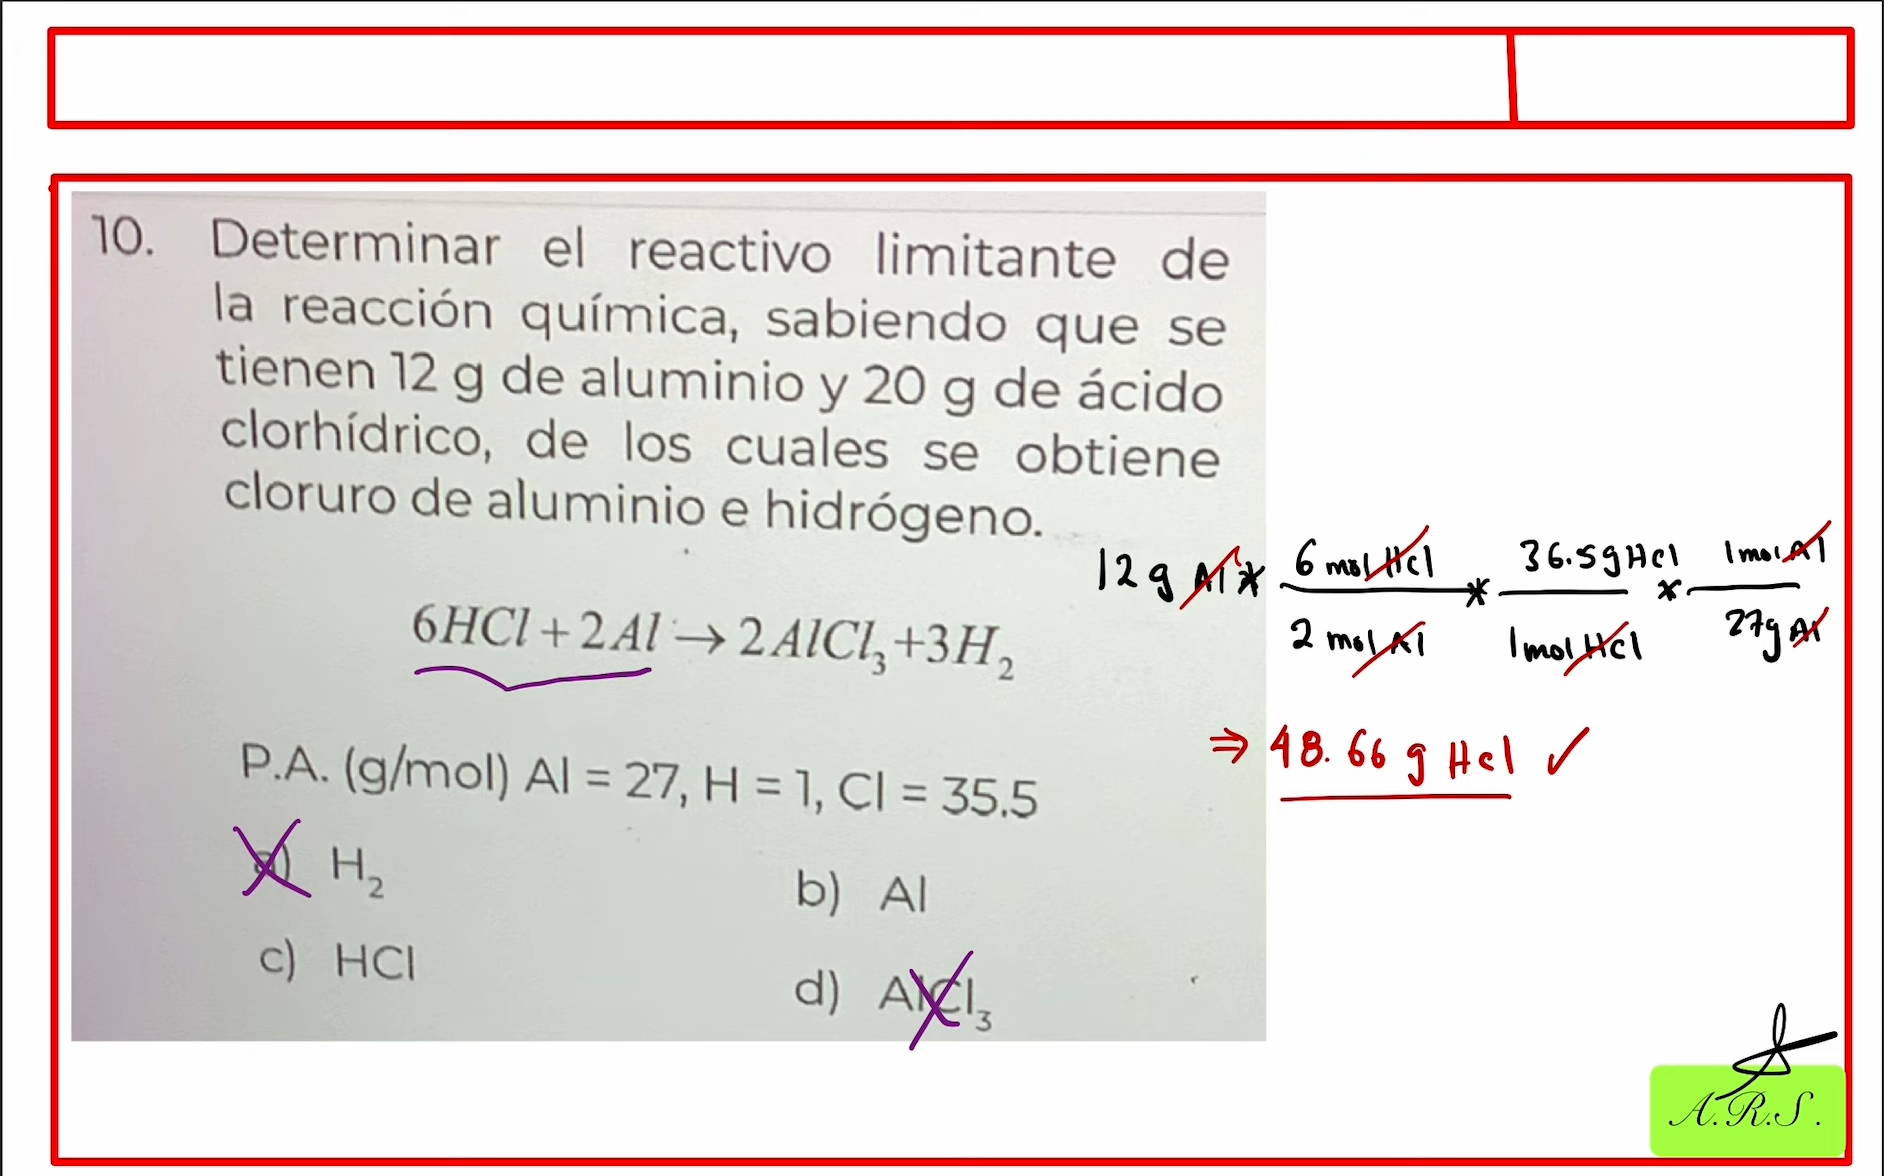 10. Determinar el reactivo limitante de
la reacción química, sabiendo que se
tienen 12 g de aluminio y 20 g de ácido
clorhídrico, de los cuales se obtiene
cloruro de aluminio e hidrógeno.
6HCl + 2Al → 2AlCl₃ + 3H₂
P.A. (g/mol) Al = 27, H = 1, Cl = 35.5
a) H₂
b) Al
c) HCl
d) AlCl₃
12g Al * 6 mol HCl / 2 mol Al * 36.5g HCl / 1 mol HCl * 1 mol Al / 27g Al
⇒ 48.66 g HCl ✓
A.R.S.